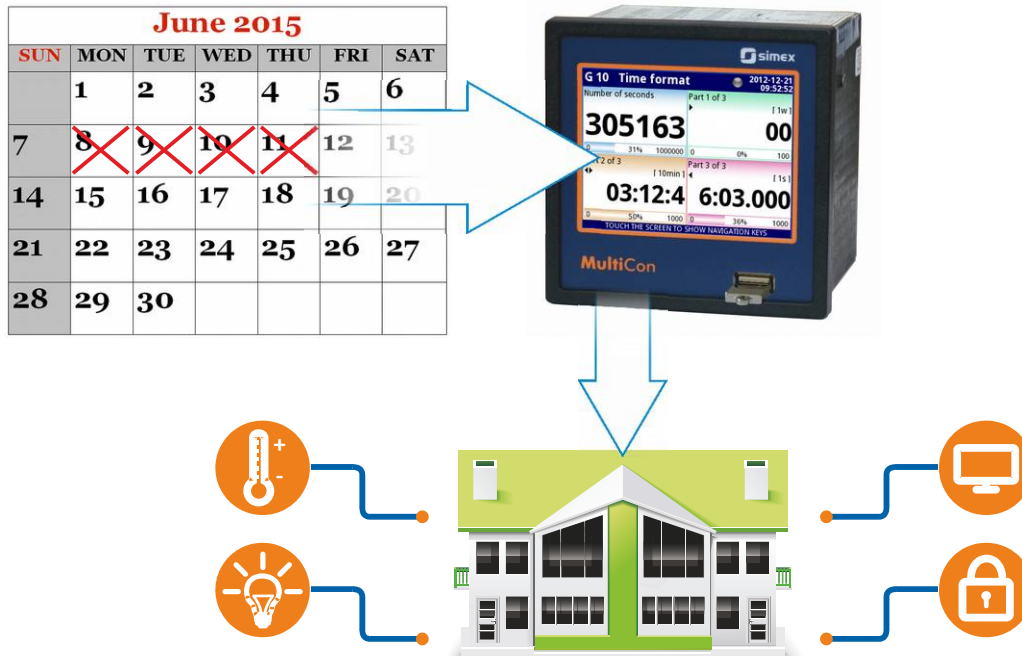 June 2015
SUN MON TUE WED THU FRI SAT
1 2 3 4 5 6
7 8 9 10 11 12 13
14 15 16 17 18 19 20
21 22 23 24 25 26 27
28 29 30
simex
G 10 Time format 2012-12-21
09:52:52
Number of seconds
305163
0 31% 1000000
Part 1 of 3
[ 1w ]
00
0 0% 100
2 of 3
[ 10min ]
03:12:4
0 50% 1000
Part 3 of 3
[ 1s ]
6:03.000
0 36% 1000
TOUCH THE SCREEN TO SHOW NAVIGATION KEYS
MultiCon
+
-